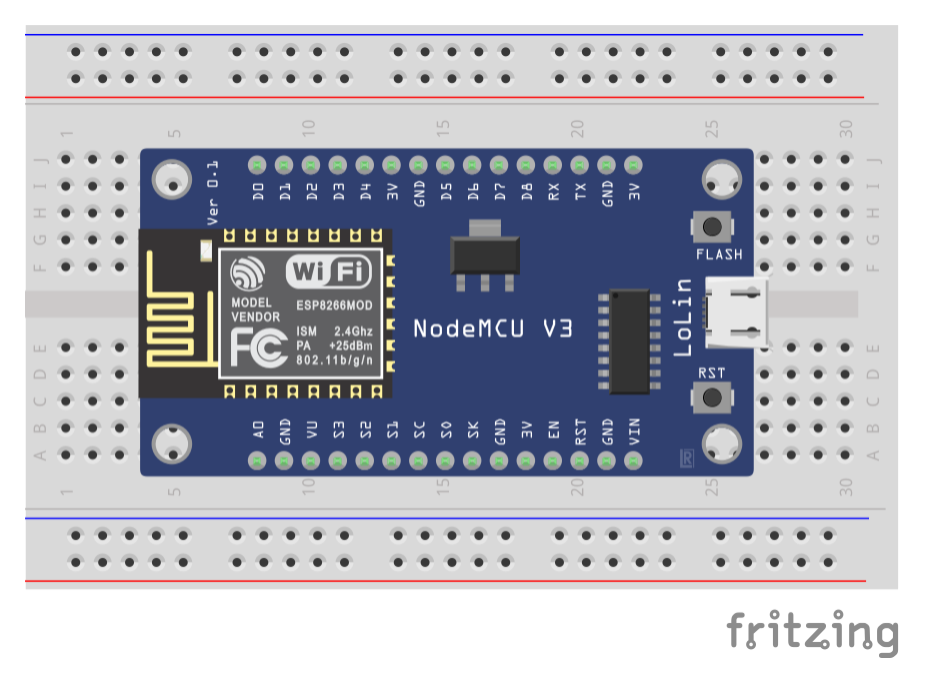 1 5 10 15 20 25 30
J J
I I
H H
G G
F F
E E
D D
C C
B B
A A
Ver 0.1
D0 D1 D2 D3 D4 3V GND D5 D6 D7 D8 RX TX GND 3V
FLASH
WiFi
MODEL
VENDOR
ESP8266MOD
FC
ISM 2.4Ghz
PA +25dBm
802.11b/g/n
NodeMCU V3
LoLin
RST
A0 GND VU S3 S2 S1 SC SO SK GND 3V EN RST GND VIN
R
1 5 10 15 20 25 30
fritzing